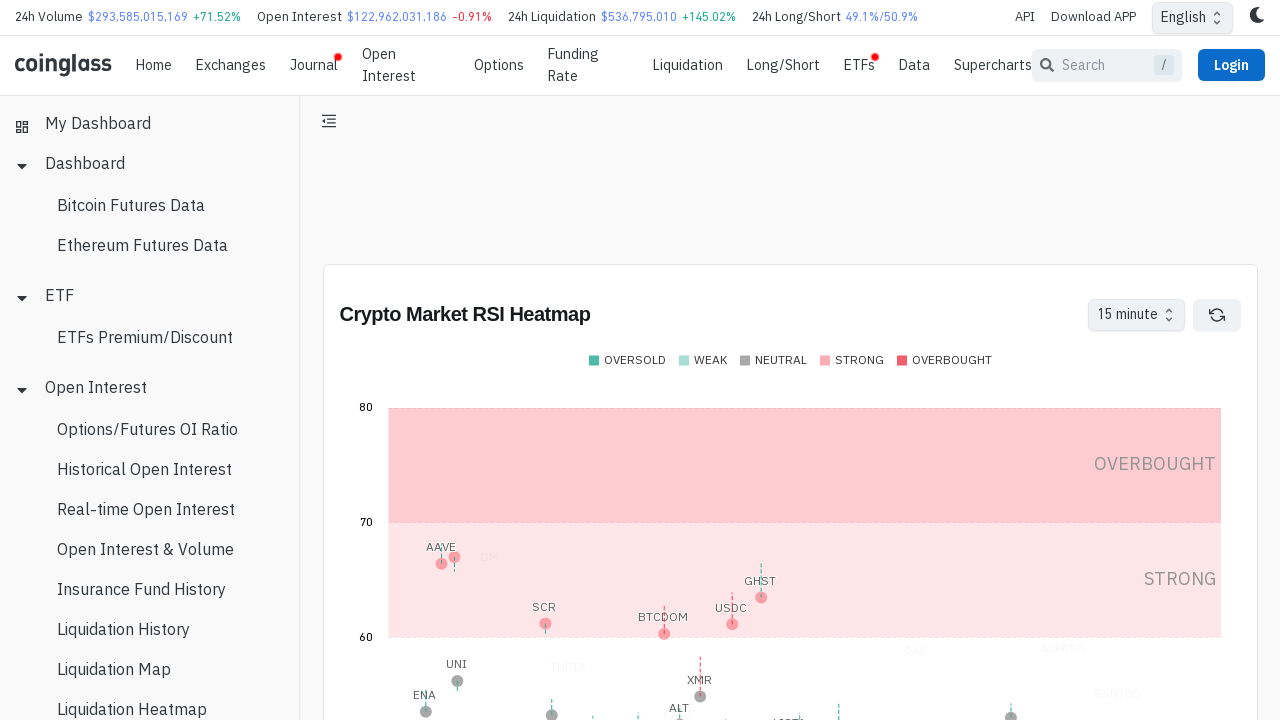 24h Volume $293,585,015,169 +71.52% Open Interest $122,962,031,186 -0.91% 24h Liquidation $536,795,010 +145.02% 24h Long/Short 49.1%/50.9% API Download APP English
coinglass Home Exchanges Journal Open Interest Options Funding Rate Liquidation Long/Short ETFs Data Supercharts Search / Login
My Dashboard
Dashboard
Bitcoin Futures Data
Ethereum Futures Data
ETF
ETFs Premium/Discount
Open Interest
Options/Futures OI Ratio
Historical Open Interest
Real-time Open Interest
Open Interest & Volume
Insurance Fund History
Liquidation History
Liquidation Map
Liquidation Heatmap
Crypto Market RSI Heatmap 15 minute
OVERSOLD WEAK NEUTRAL STRONG OVERBOUGHT
80
OVERBOUGHT
70
AAVE OM
GHST STRONG
SCR USDC
BTCDOM
60
SKL ALPACA
UNI THETA
XMR
ENA SANTOS
ALT